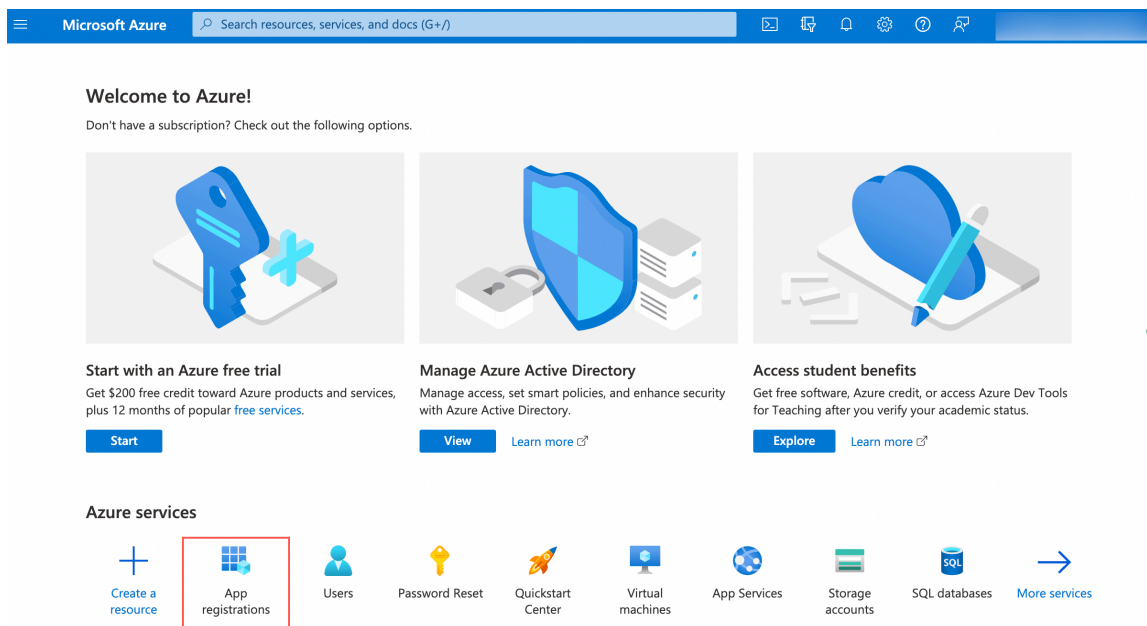 Microsoft Azure
Search resources, services, and docs (G+/)
Welcome to Azure!
Don't have a subscription? Check out the following options.
Start with an Azure free trial
Get $200 free credit toward Azure products and services,
plus 12 months of popular free services.
Start
Manage Azure Active Directory
Manage access, set smart policies, and enhance security
with Azure Active Directory.
View
Learn more
Access student benefits
Get free software, Azure credit, or access Azure Dev Tools
for Teaching after you verify your academic status.
Explore
Learn more
Azure services
Create a
resource
App
registrations
Users
Password Reset
Quickstart
Center
Virtual
machines
App Services
Storage
accounts
SQL
SQL databases
More services